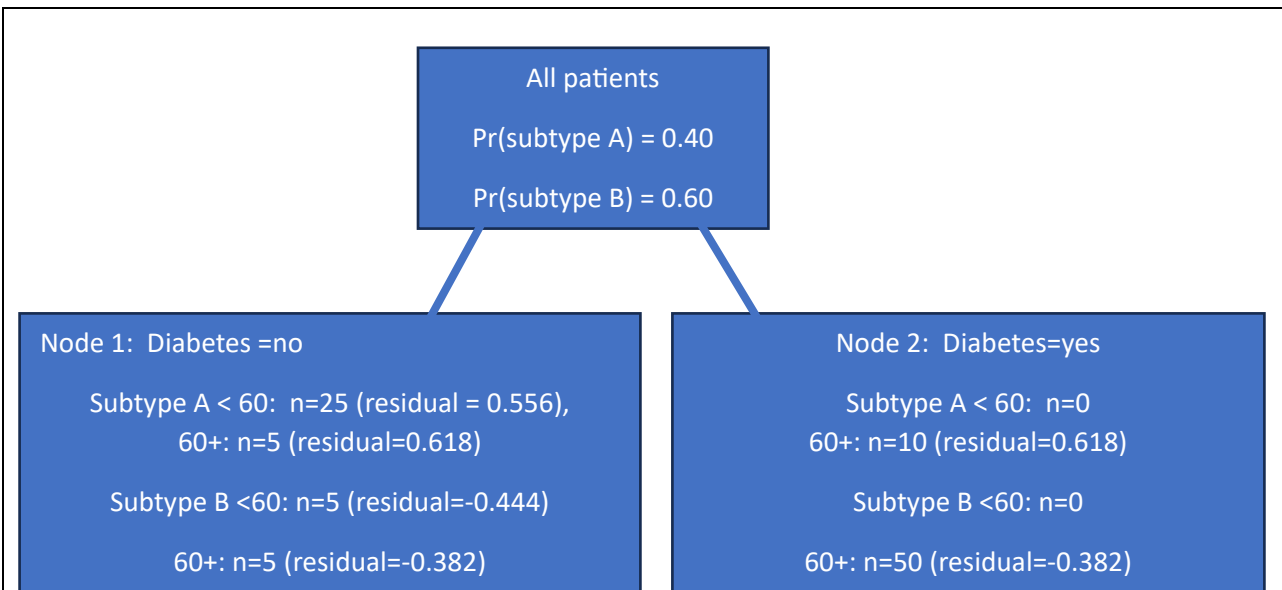 All patients
Pr(subtype A) = 0.40
Pr(subtype B) = 0.60
Node 1:  Diabetes =no
Subtype A < 60:  n=25 (residual = 0.556),
60+: n=5 (residual=0.618)
Subtype B <60: n=5 (residual=-0.444)
60+: n=5 (residual=-0.382)
Node 2:  Diabetes=yes
Subtype A < 60:  n=0
60+: n=10 (residual=0.618)
Subtype B <60: n=0
60+: n=50 (residual=-0.382)